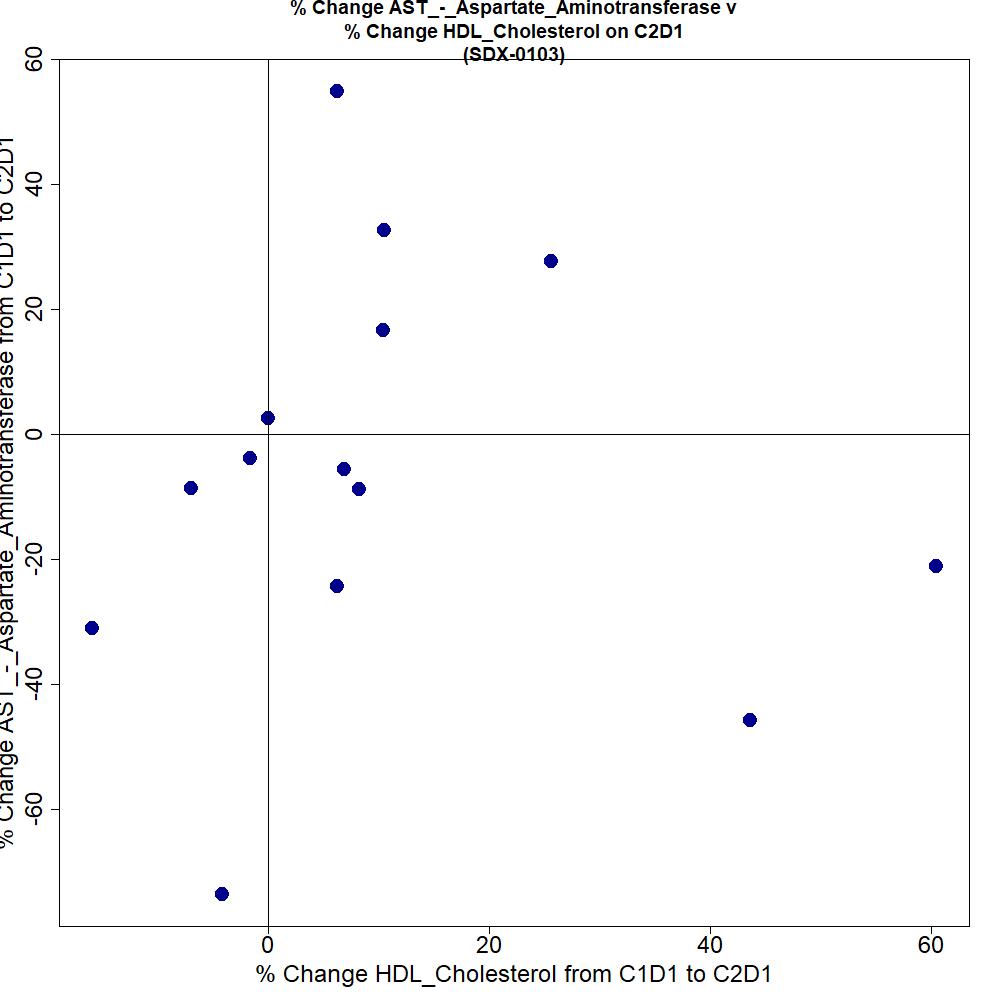 % Change AST_-_Aspartate_Aminotransferase v
% Change HDL_Cholesterol on C2D1
(SDX-0103)
% Change AST_-_Aspartate_Aminotransferase from C1D1 to C2D1
60
40
20
0
-20
-40
-60
0 20 40 60
% Change HDL_Cholesterol from C1D1 to C2D1